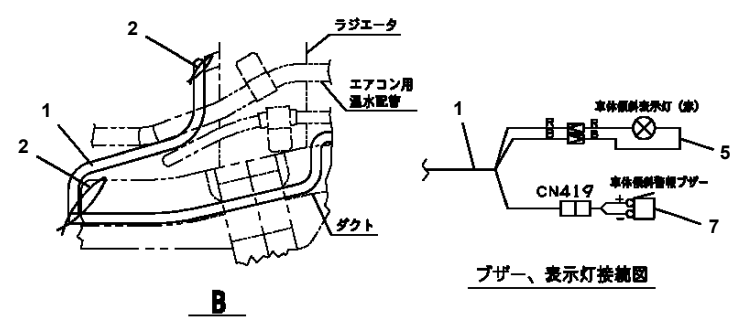 2
ラジエータ
エアコン用
温水配管
1
2
ダクト
B
1
R
B
R
B
車体傾斜表示灯 (赤)
5
CN419
車体傾斜警報ブザー
+
−
7
ブザー、表示灯接続図